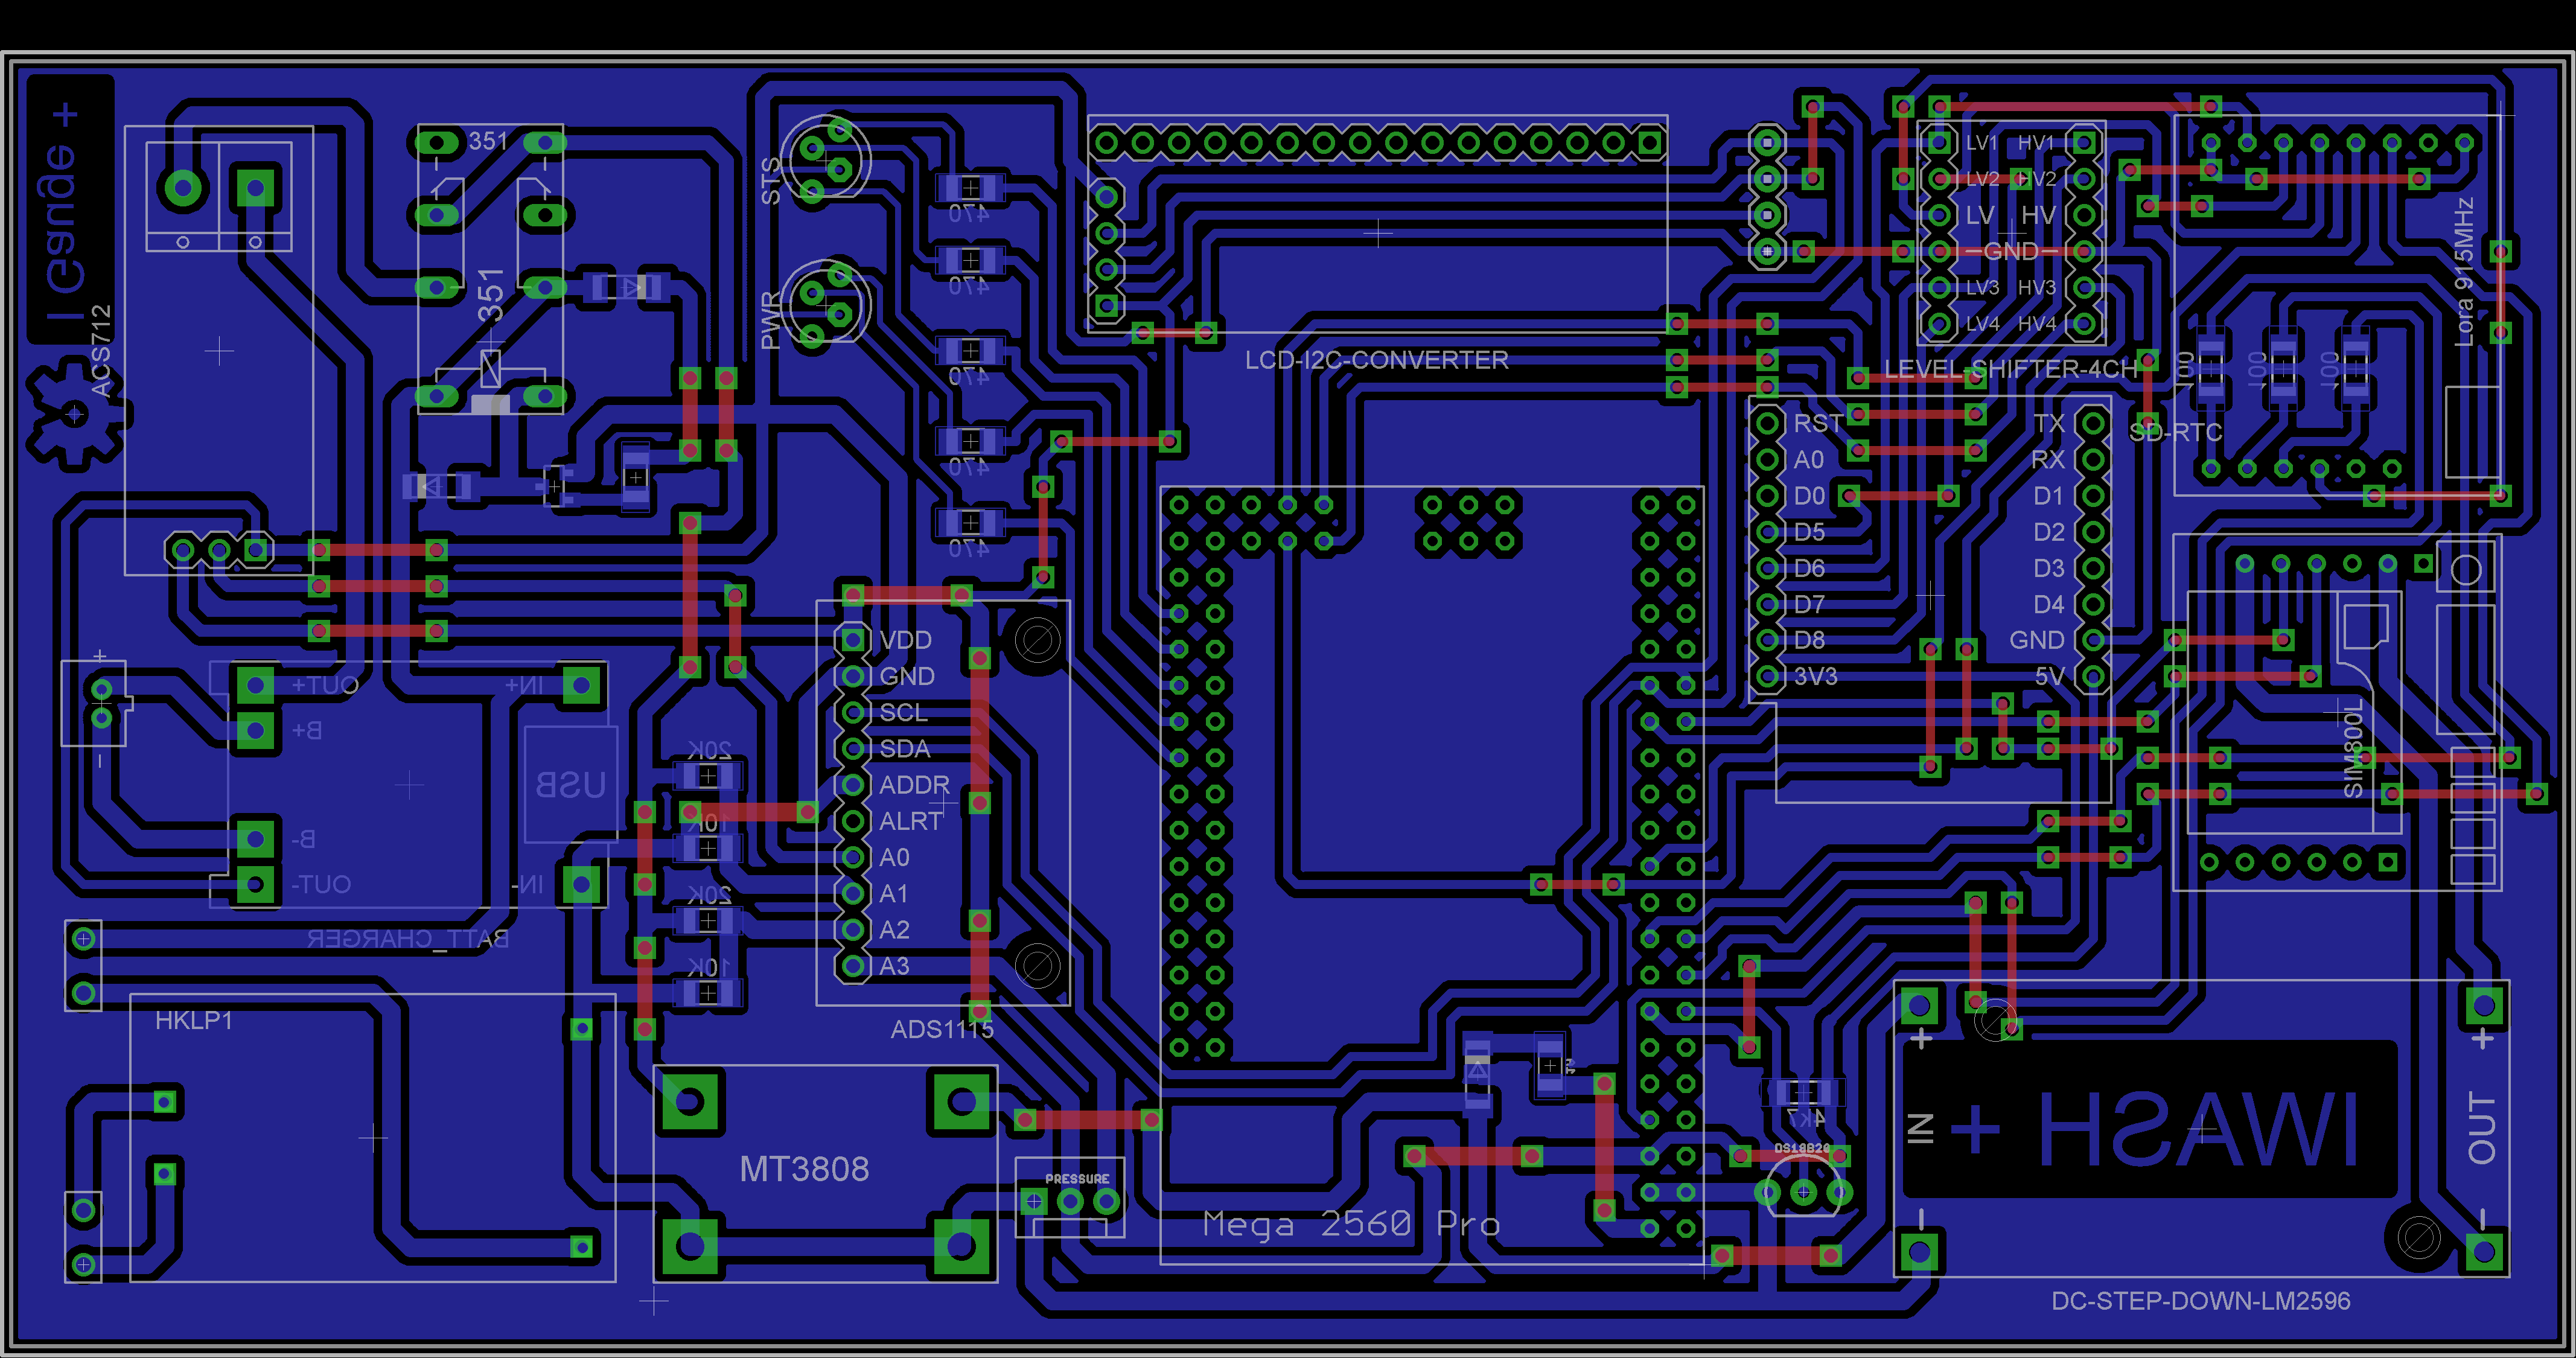 I Gande +
ACS712
351
351
STS
PWR
470
470
470
470
470
LCD-I2C-CONVERTER
LV1 HV1
LV2 HV2
LV HV
-GND-
LV3 HV3
LV4 HV4
LEVEL-SHIFTER-4CH
Lora 915MHz
100
100
100
SD-RTC
RST TX
A0 RX
D0 D1
D5 D2
D6 D3
D7 D4
D8 GND
3V3 5V
SIM800L
VDD
GND
SCL
SDA
ADDR
ALRT
A0
A1
A2
A3
ADS1115
+
-
OUT+ IN+
B+
USB
B-
OUT- IN-
BATT_CHARGER
20K
10K
20K
10K
HKLP1
MT3808
PRESSURE
Mega 2560 Pro
4k7
DS18B20
+ +
IN
IWASH +
OUT
- -
DC-STEP-DOWN-LM2596